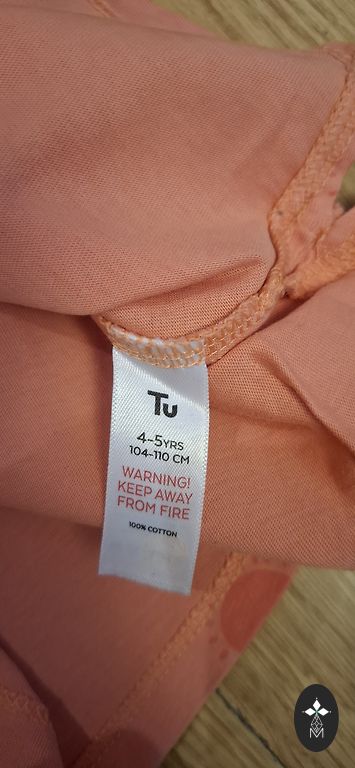 Tu
4-5YRS
104-110 CM
WARNING!
KEEP AWAY
FROM FIRE
100% COTTON
M